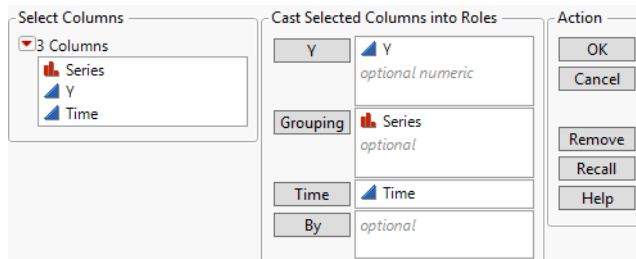 Select Columns
3 Columns
Series
Y
Time
Cast Selected Columns into Roles
Y
Y
optional numeric
Grouping
Series
optional
Time
Time
By
optional
Action
OK
Cancel
Remove
Recall
Help